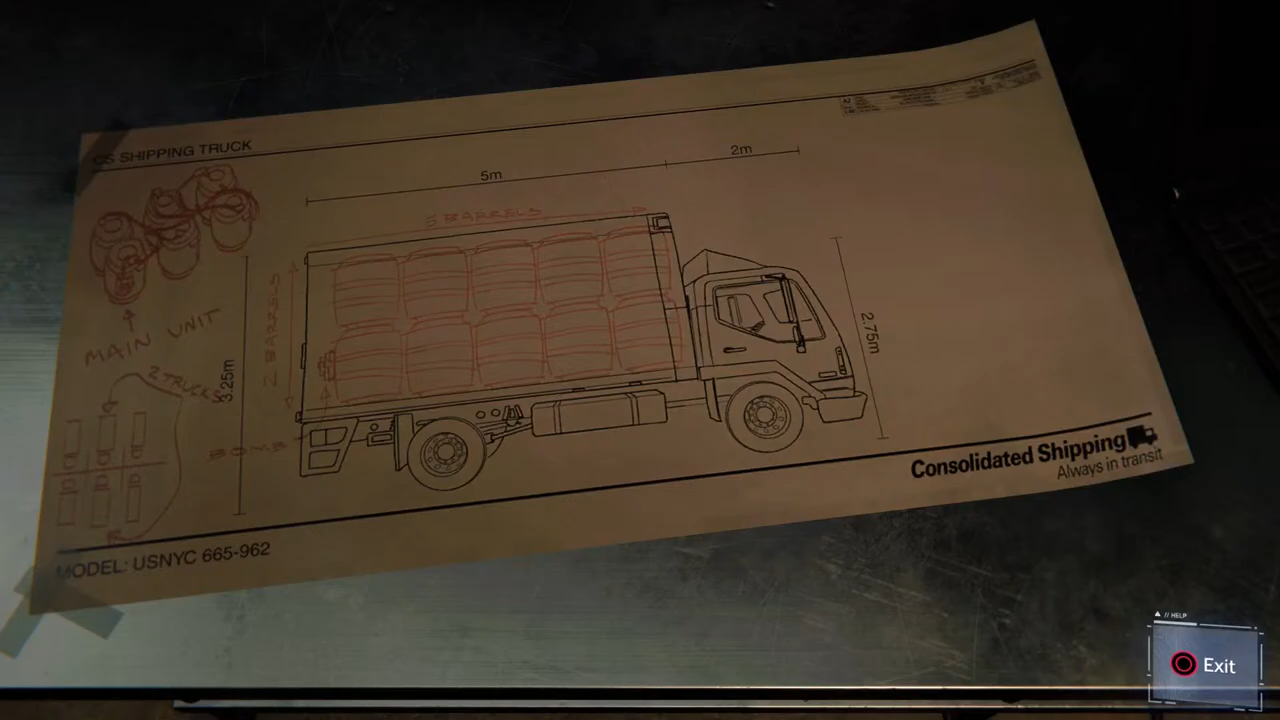 CS SHIPPING TRUCK
5m
2m
5 BARRELS
2 BARRELS
MAIN UNIT
2 TRUCKS
3.25m
2.75m
Consolidated Shipping
Always in transit
MODEL: USNYC 665-962
// HELP
Exit